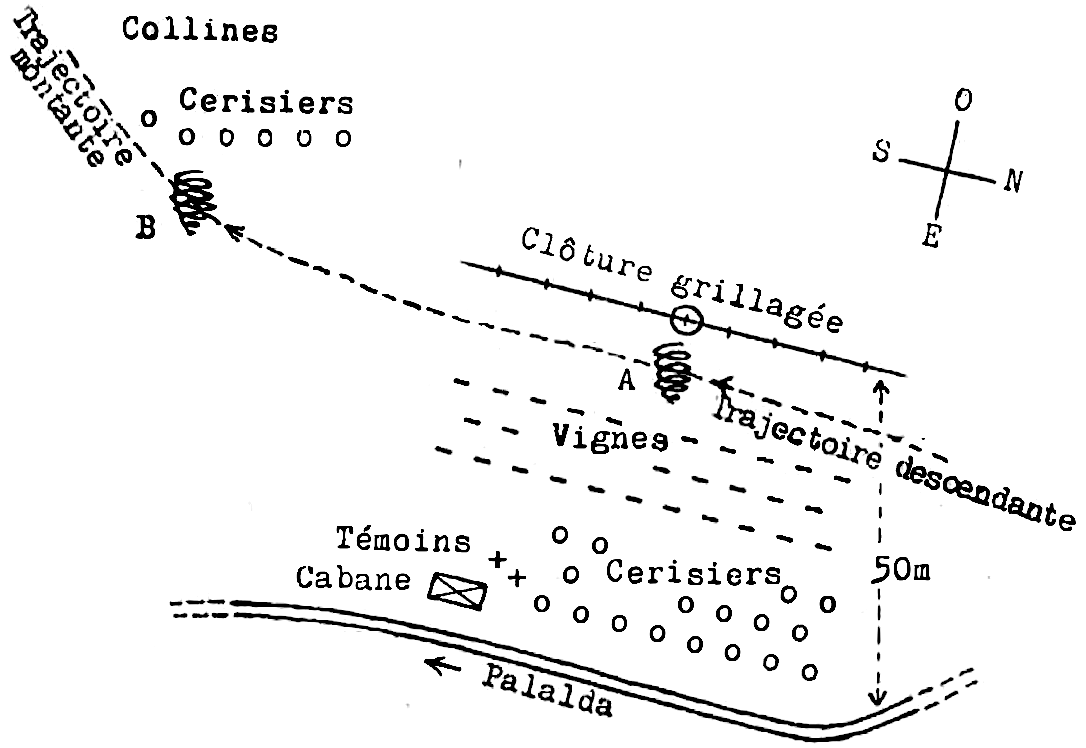 Collines
Trajectoire
montante
Cerisiers
O
S
N
E
B
Clôture grillagée
A
Trajectoire descendante
Vignes
Témoins
Cabane
Cerisiers
50m
Palalda